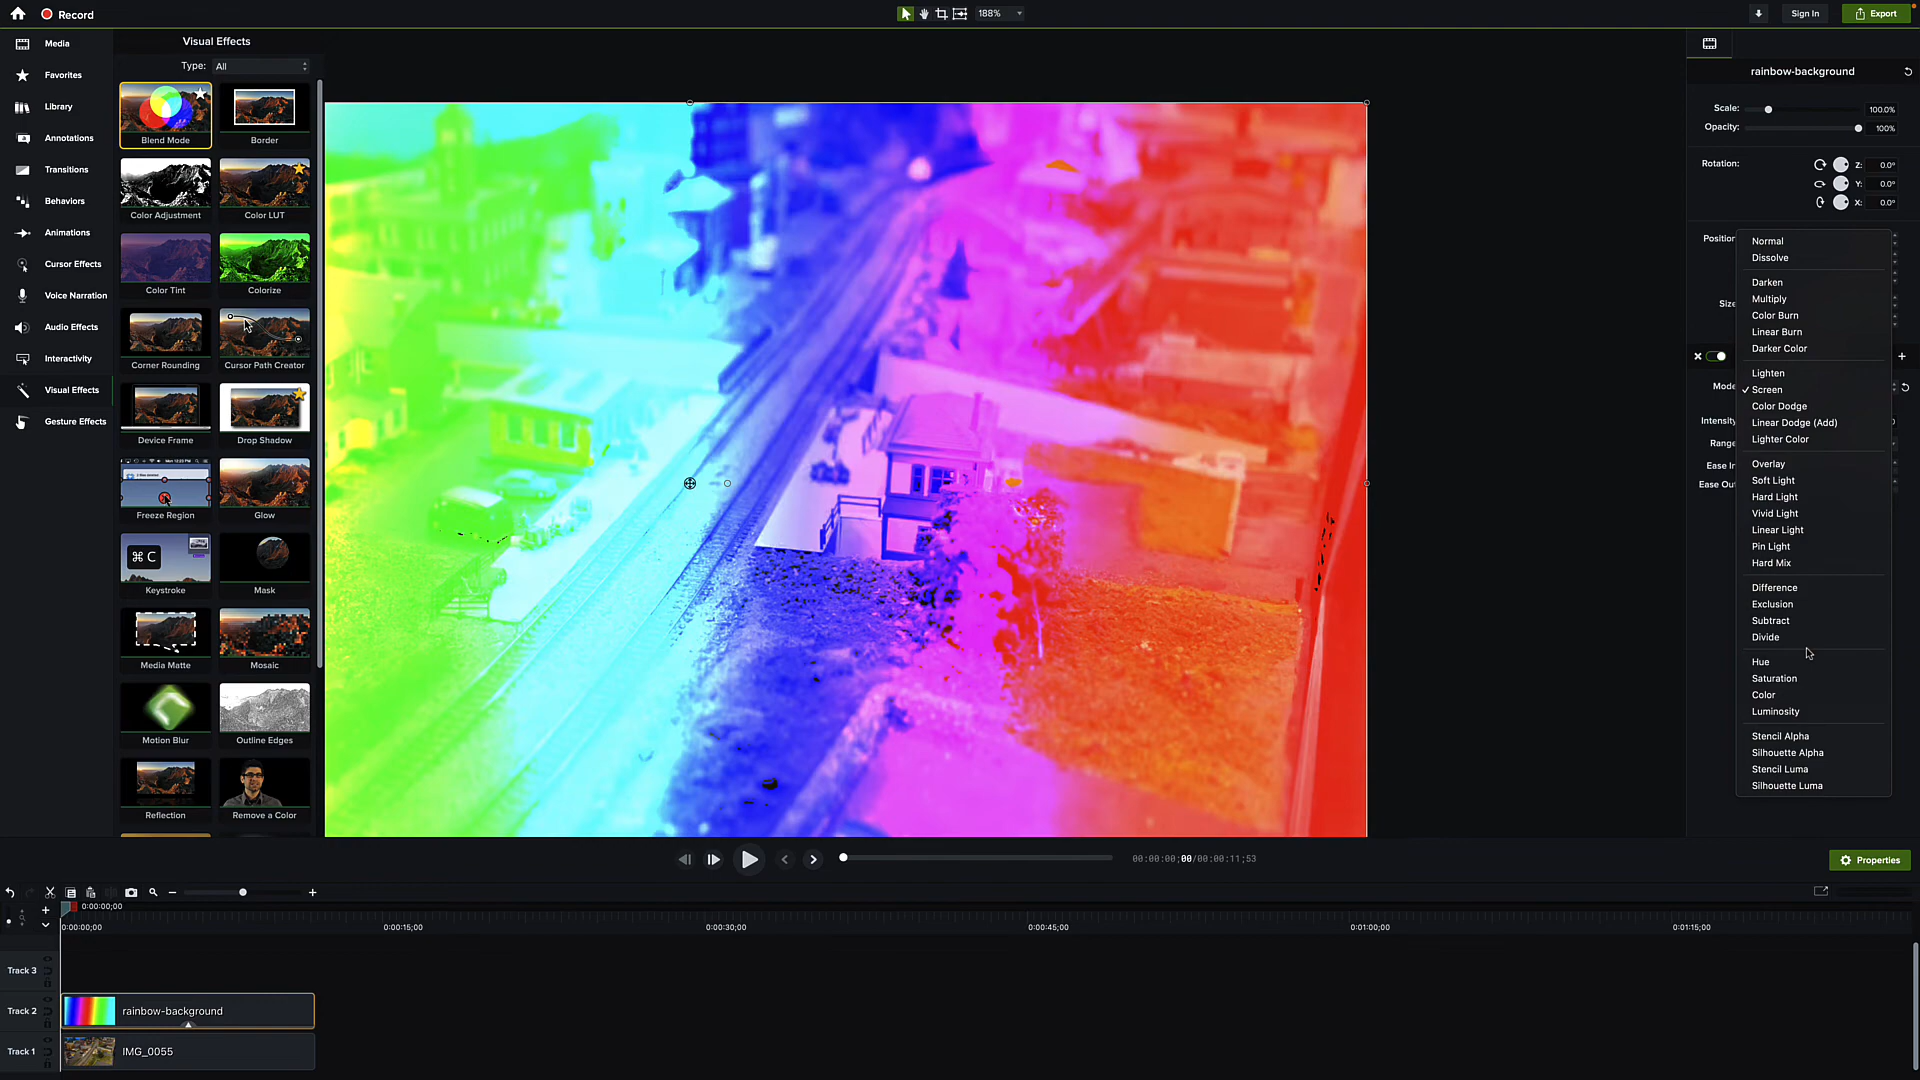 Record
188%
Sign In
Export
Media
Favorites
Library
Annotations
Transitions
Behaviors
Animations
Cursor Effects
Voice Narration
Audio Effects
Interactivity
Visual Effects
Gesture Effects
Visual Effects
Type: All
Blend Mode
Border
Color Adjustment
Color LUT
Color Tint
Colorize
Corner Rounding
Cursor Path Creator
Device Frame
Drop Shadow
Freeze Region
Glow
⌘ C
Keystroke
Mask
Media Matte
Mosaic
Motion Blur
Outline Edges
Reflection
Remove a Color
rainbow-background
Scale: 100.0%
Opacity: 100%
Rotation: Z: 0.0°
Y: 0.0°
X: 0.0°
Position
Size
Mode
Intensity
Range
Ease In
Ease Out
Normal
Dissolve
Darken
Multiply
Color Burn
Linear Burn
Darker Color
Lighten
✓ Screen
Color Dodge
Linear Dodge (Add)
Lighter Color
Overlay
Soft Light
Hard Light
Vivid Light
Linear Light
Pin Light
Hard Mix
Difference
Exclusion
Subtract
Divide
Hue
Saturation
Color
Luminosity
Stencil Alpha
Silhouette Alpha
Stencil Luma
Silhouette Luma
00:00:00;00/00:00:11;53
Properties
0:00:00;00
0:00:00;00 0:00:15;00 0:00:30;00 0:00:45;00 0:01:00;00 0:01:15;00
Track 3
Track 2
rainbow-background
Track 1
IMG_0055